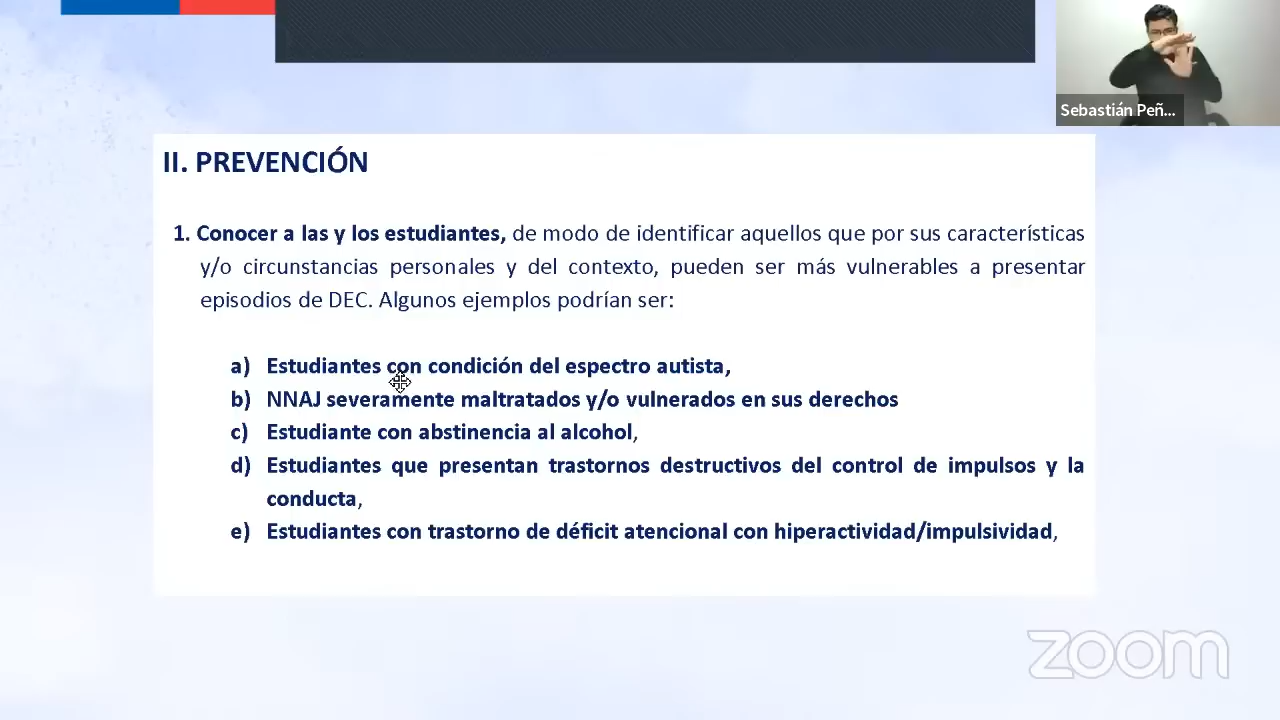 Sebastián Peñ...
II. PREVENCIÓN
1. Conocer a las y los estudiantes, de modo de identificar aquellos que por sus características
y/o circunstancias personales y del contexto, pueden ser más vulnerables a presentar
episodios de DEC. Algunos ejemplos podrían ser:
a) Estudiantes con condición del espectro autista,
b) NNAJ severamente maltratados y/o vulnerados en sus derechos
c) Estudiante con abstinencia al alcohol,
d) Estudiantes que presentan trastornos destructivos del control de impulsos y la
conducta,
e) Estudiantes con trastorno de déficit atencional con hiperactividad/impulsividad,
zoom